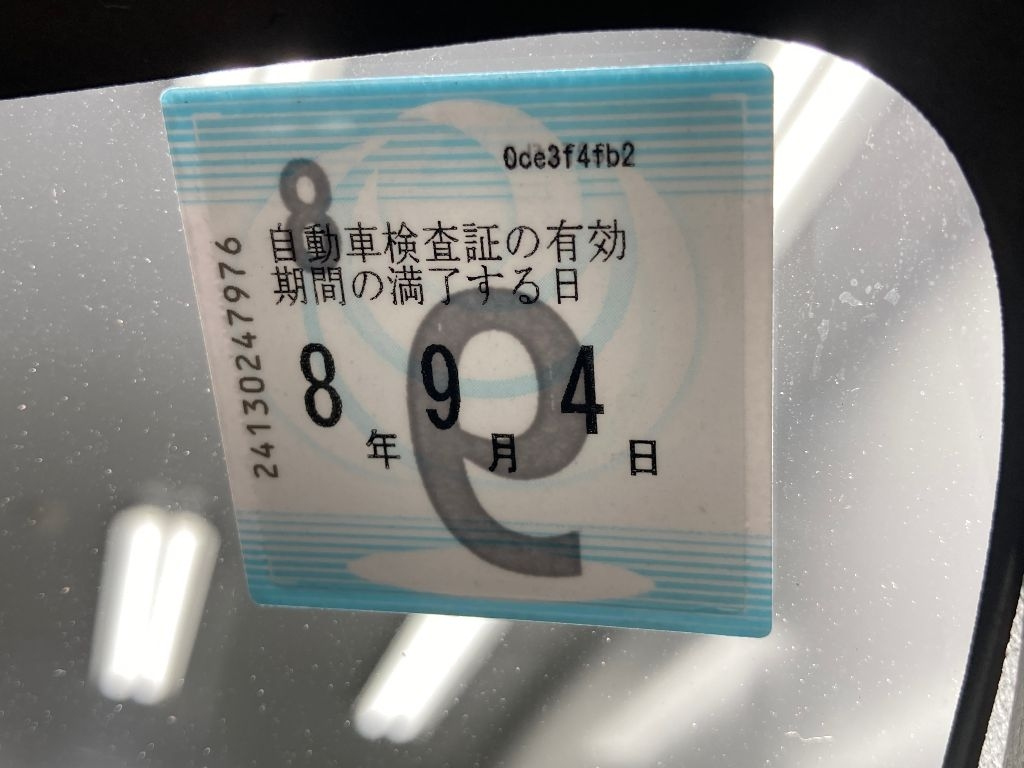 0ce3f4fb2
8
自動車検査証の有効
期間の満了する日
8年9月4日
9
241302479976